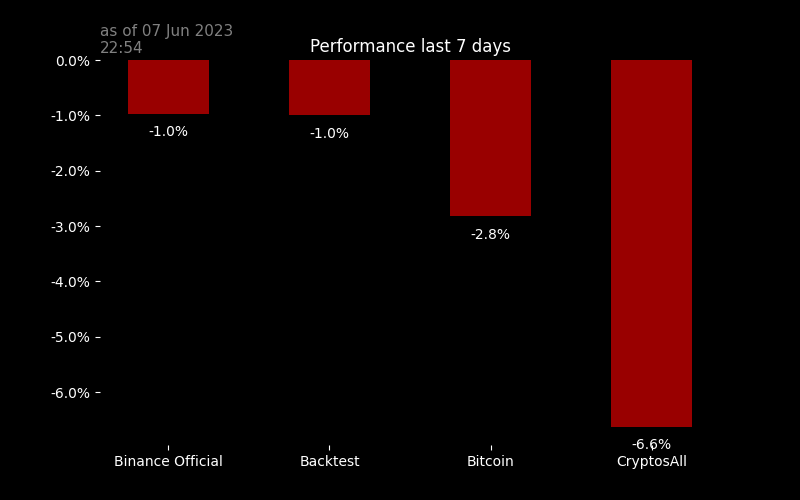 as of 07 Jun 2023
22:54
Performance last 7 days
0.0%
-1.0%
-2.0%
-3.0%
-4.0%
-5.0%
-6.0%
-1.0%
-1.0%
-2.8%
-6.6%
Binance Official
Backtest
Bitcoin
CryptosAll